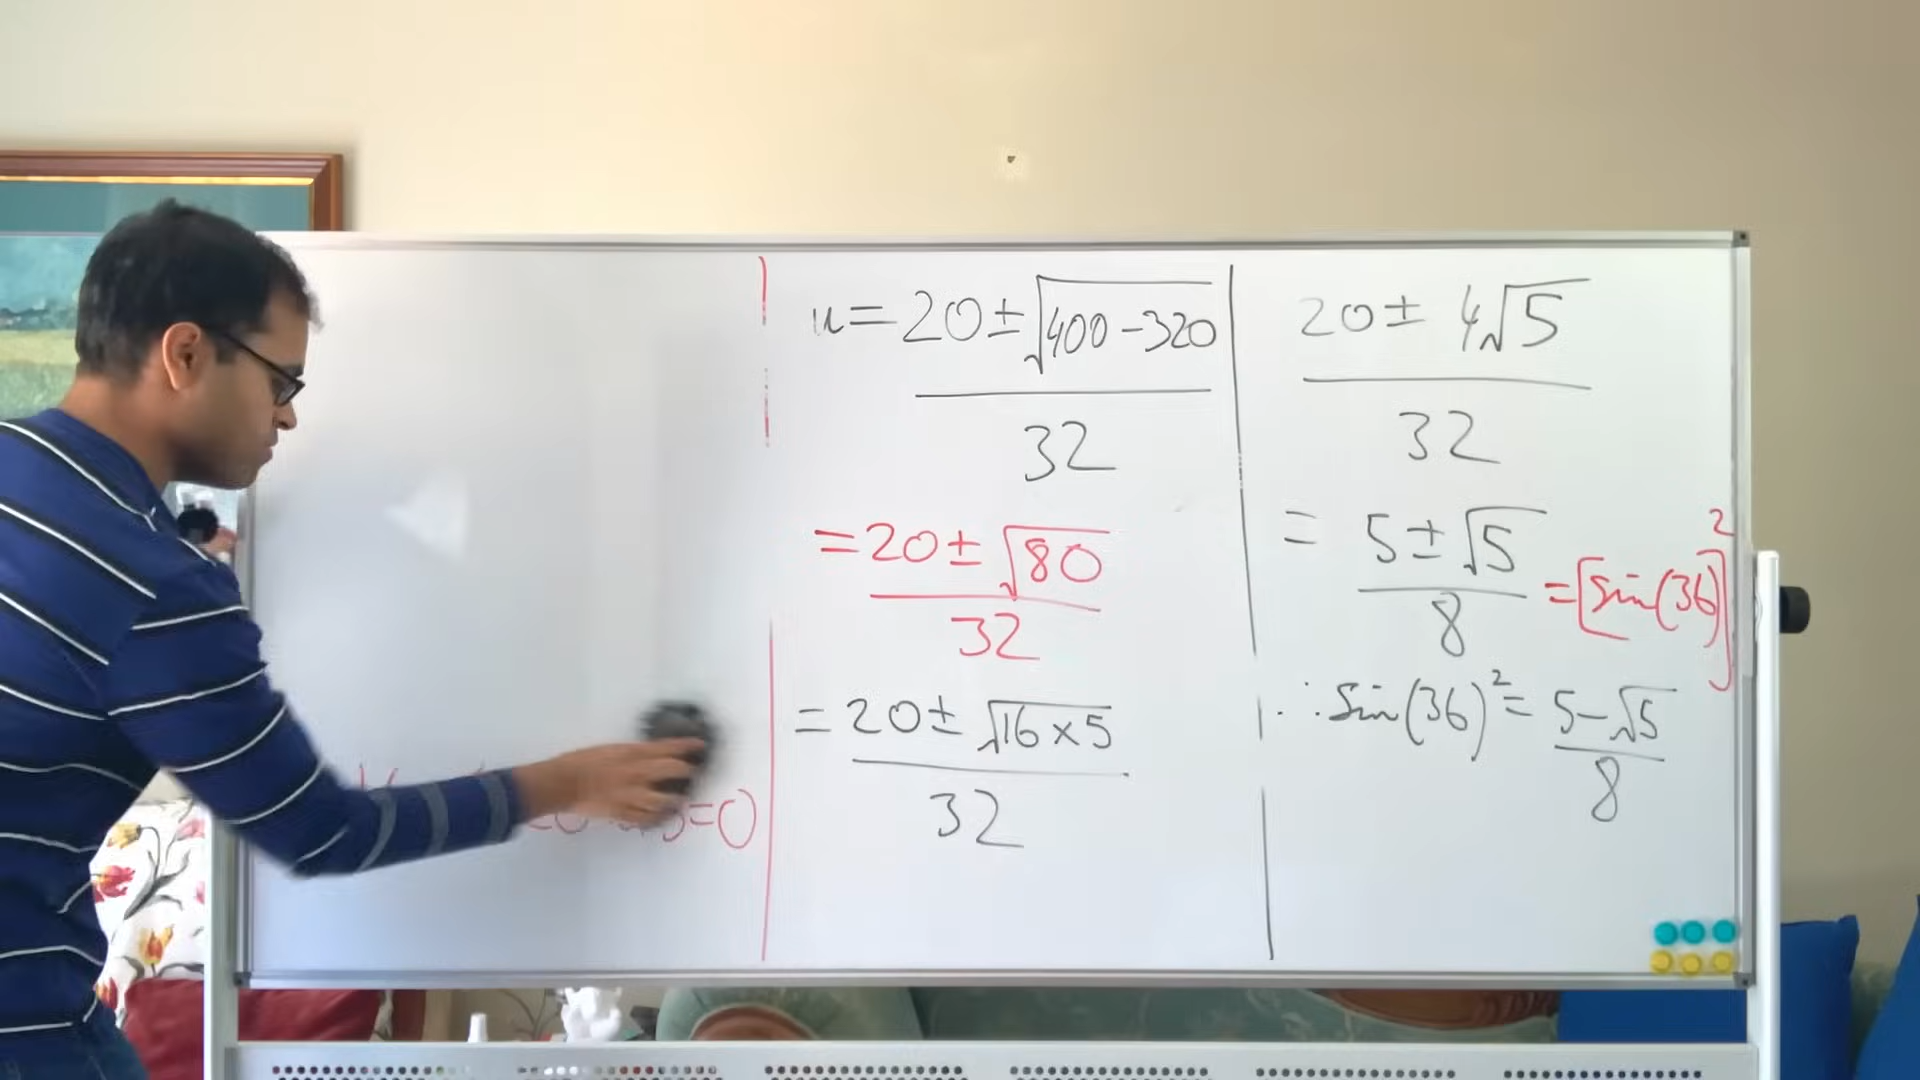 =0
u = 20 ± √400 - 320
32
= 20 ± √80
32
= 20 ± √16 × 5
32
20 ± 4√5
32
= 5 ± √5 = [Sin(36)]²
8
∴ Sin(36)² = 5 - √5
8